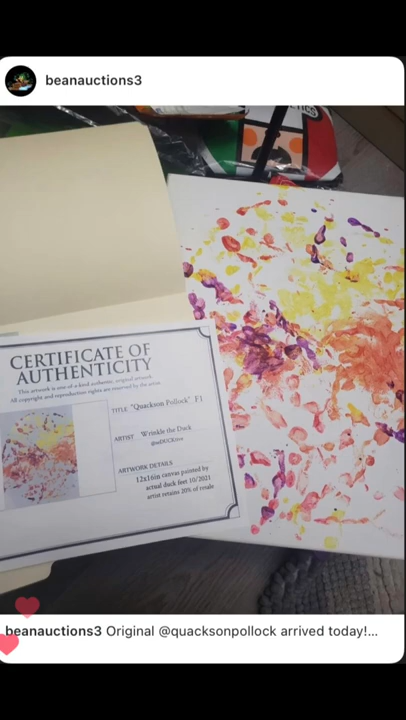 beanauctions3
CERTIFICATE OF
AUTHENTICITY
This artwork is one-of-a-kind authentic, original artwork.
All copyright and reproduction rights are reserved by the artist.
TITLE "Quackson Pollock" F1
ARTIST Wrinkle the Duck
ARTWORK DETAILS
12x16in canvas painted by
actual duck feet 10/2021
artist retains 20% of resale
beanauctions3 Original @quacksonpollock arrived today!...